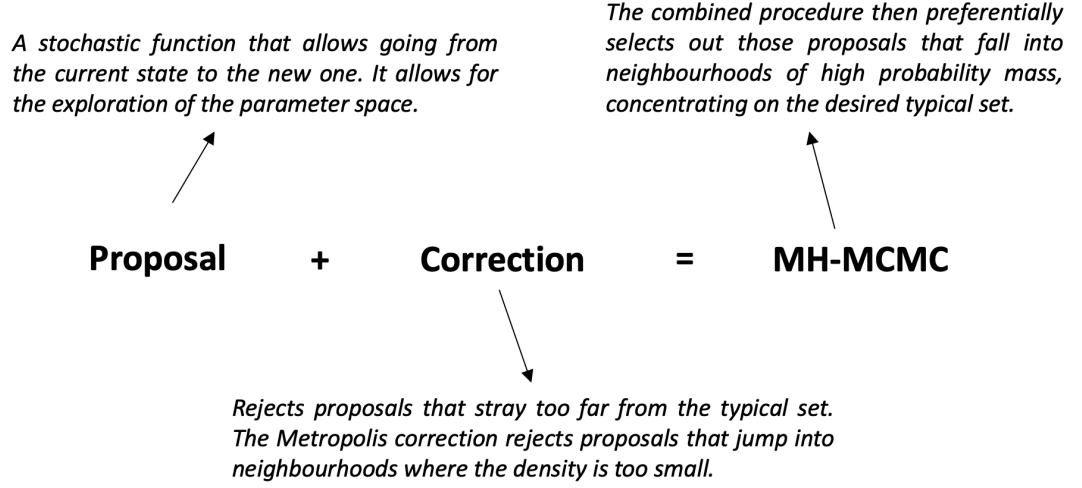 A stochastic function that allows going from
the current state to the new one. It allows for
the exploration of the parameter space.
The combined procedure then preferentially
selects out those proposals that fall into
neighbourhoods of high probability mass,
concentrating on the desired typical set.
Proposal + Correction = MH-MCMC
Rejects proposals that stray too far from the typical set.
The Metropolis correction rejects proposals that jump into
neighbourhoods where the density is too small.